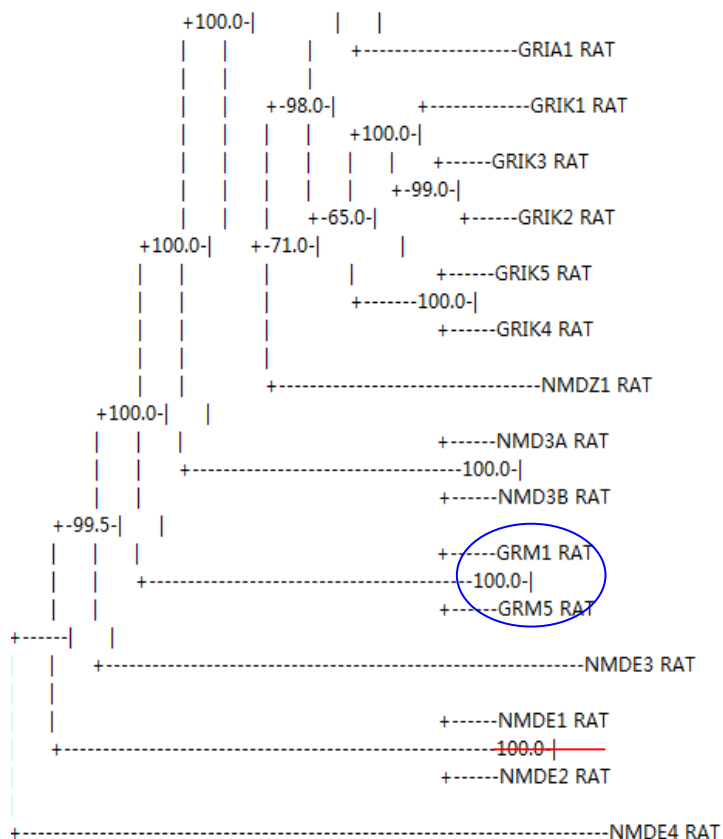 +100.0-| | |
| | | +-------------------GRIA1 RAT
| | |
| | +-98.0-| +------------GRIK1 RAT
| | | | +100.0-|
| | | | | | +------GRIK3 RAT
| | | | | +-99.0-|
| | | +-65.0-| +------GRIK2 RAT
+100.0-| +-71.0-| |
| | | | +------GRIK5 RAT
| | | +-------100.0-|
| | | +------GRIK4 RAT
| | |
| | +--------------------------------NMDZ1 RAT
+100.0-| |
| | | +------NMD3A RAT
| | +---------------------------------100.0-|
| | +------NMD3B RAT
+-99.5-| |
| | | +------GRM1 RAT
| | +---------------------------------------100.0-|
| | +------GRM5 RAT
+------| |
| | +----------------------------------------------------------NMDE3 RAT
| |
| | +------NMDE1 RAT
| +----------------------------------------------------100.0-|
| +------NMDE2 RAT
|
+-----------------------------------------------------------------------NMDE4 RAT